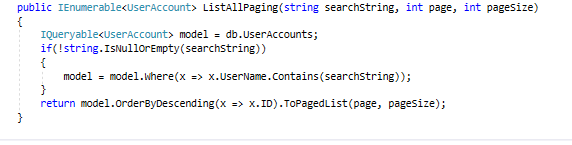 public IEnumerable<UserAccount> ListAllPaging(string searchString, int page, int pageSize)
{
IQueryable<UserAccount> model = db.UserAccounts;
if(!string.IsNullOrEmpty(searchString))
{
model = model.Where(x => x.UserName.Contains(searchString));
}
return model.OrderByDescending(x => x.ID).ToPagedList(page, pageSize);
}